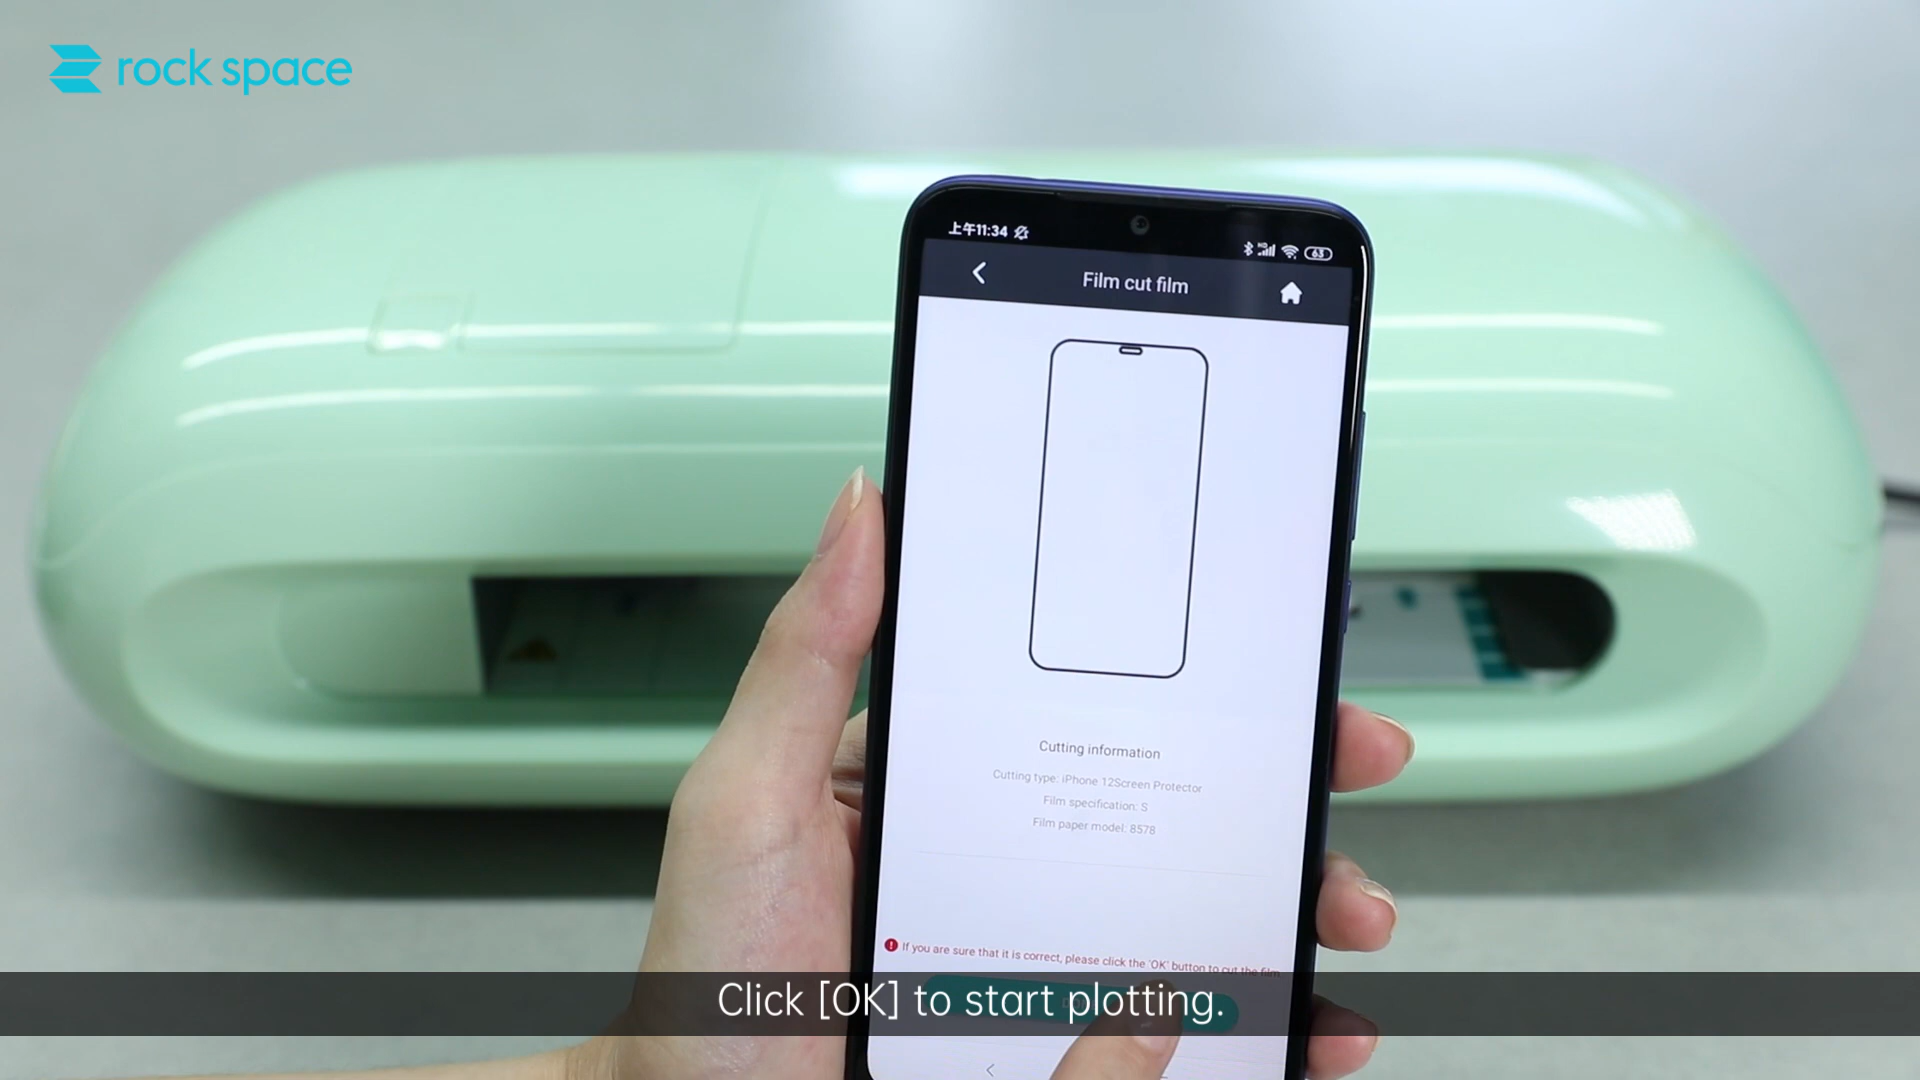 rock space
上午11:34
63
Film cut film
Cutting information
Cutting type: iPhone 12Screen Protector
Film specification: S
Film paper model: 8578
If you are sure that it is correct, please click the 'OK' button to cut the film
Click [OK] to start plotting.